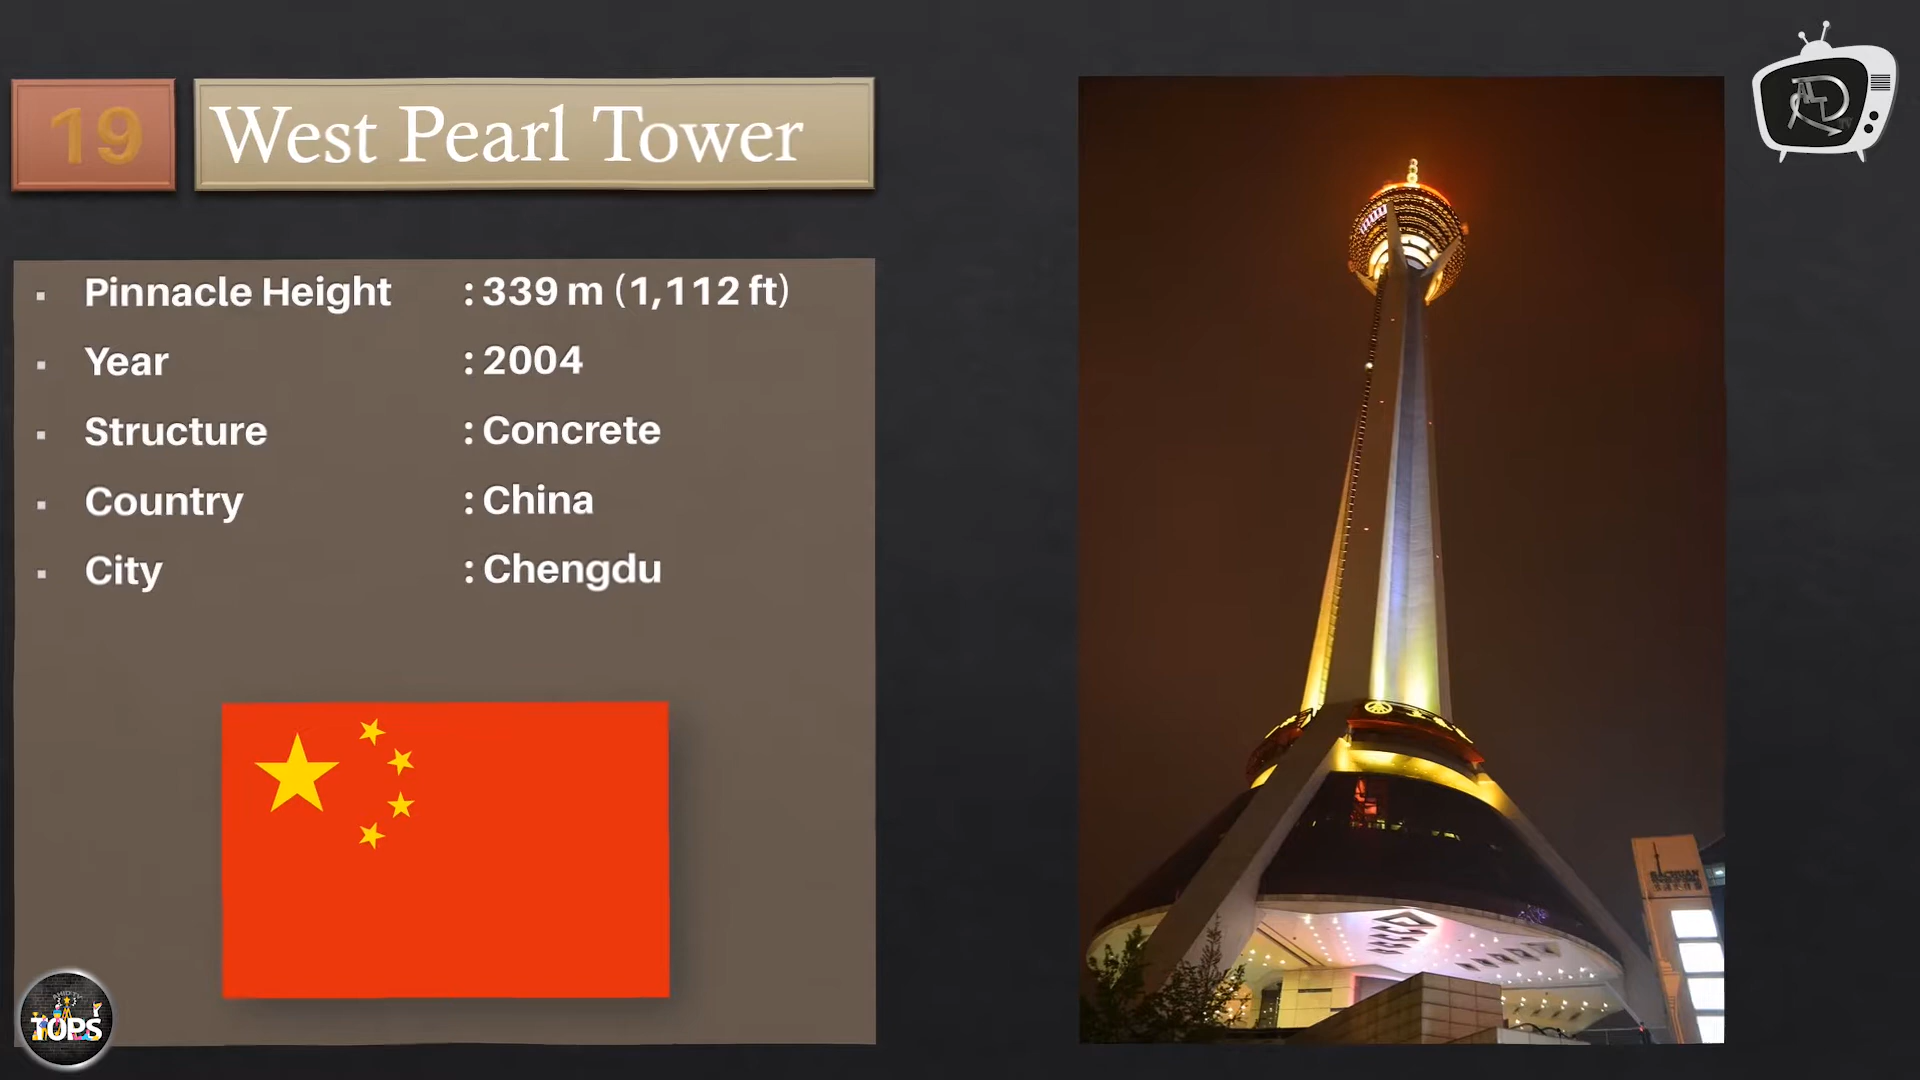 19
West Pearl Tower
▪ Pinnacle Height : 339 m (1,112 ft)
▪ Year : 2004
▪ Structure : Concrete
▪ Country : China
▪ City : Chengdu
TOPS